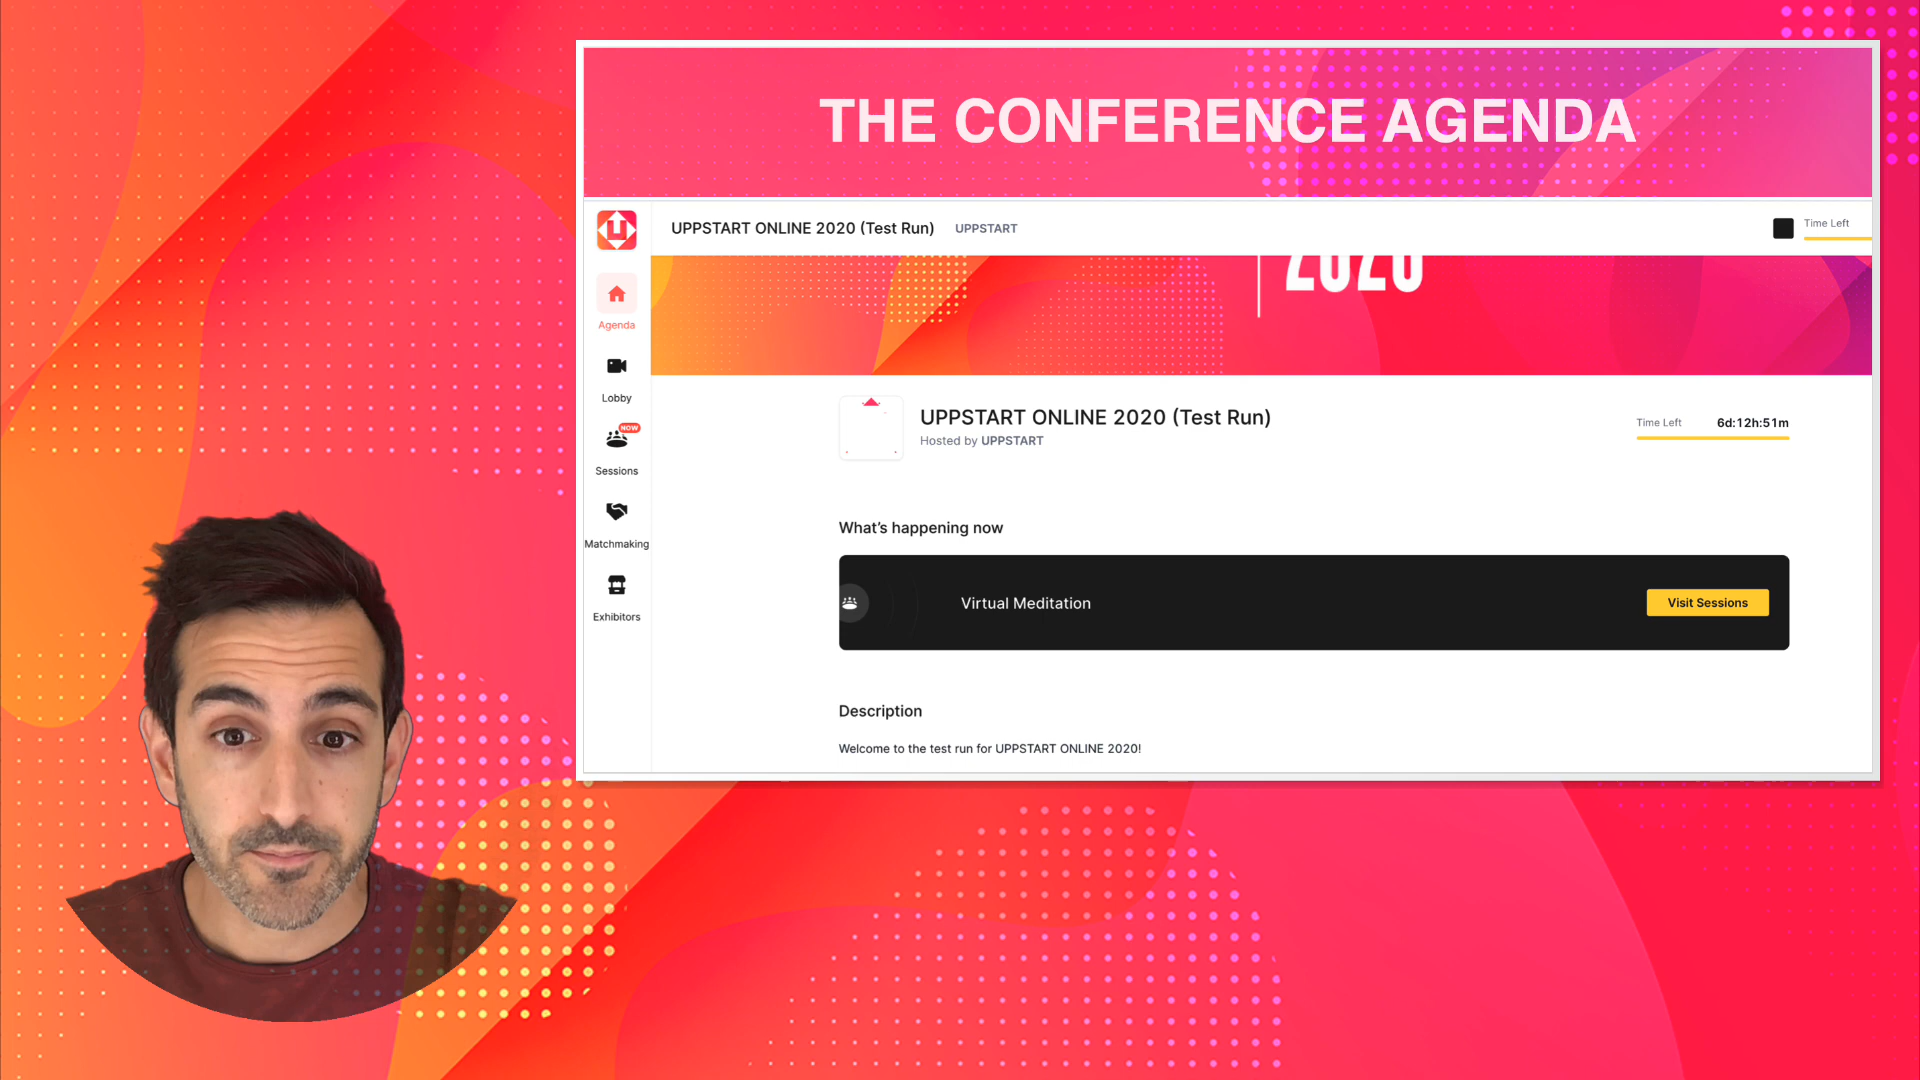 THE CONFERENCE AGENDA
UPPSTART ONLINE 2020 (Test Run) UPPSTART
Time Left
2020
Agenda
Lobby
NOW
Sessions
Matchmaking
Exhibitors
UPPSTART ONLINE 2020 (Test Run)
Hosted by UPPSTART
Time Left 6d:12h:51m
What's happening now
Virtual Meditation
Visit Sessions
Description
Welcome to the test run for UPPSTART ONLINE 2020!